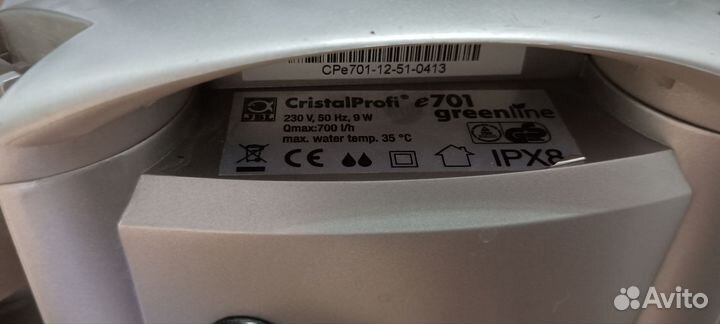 CPe701-12-51-0413
JBL CristalProfi® e701
230 V, 50 Hz, 9 W greenline
Qmax:700 l/h
max. water temp. 35 °C
CE IPX8
Avito